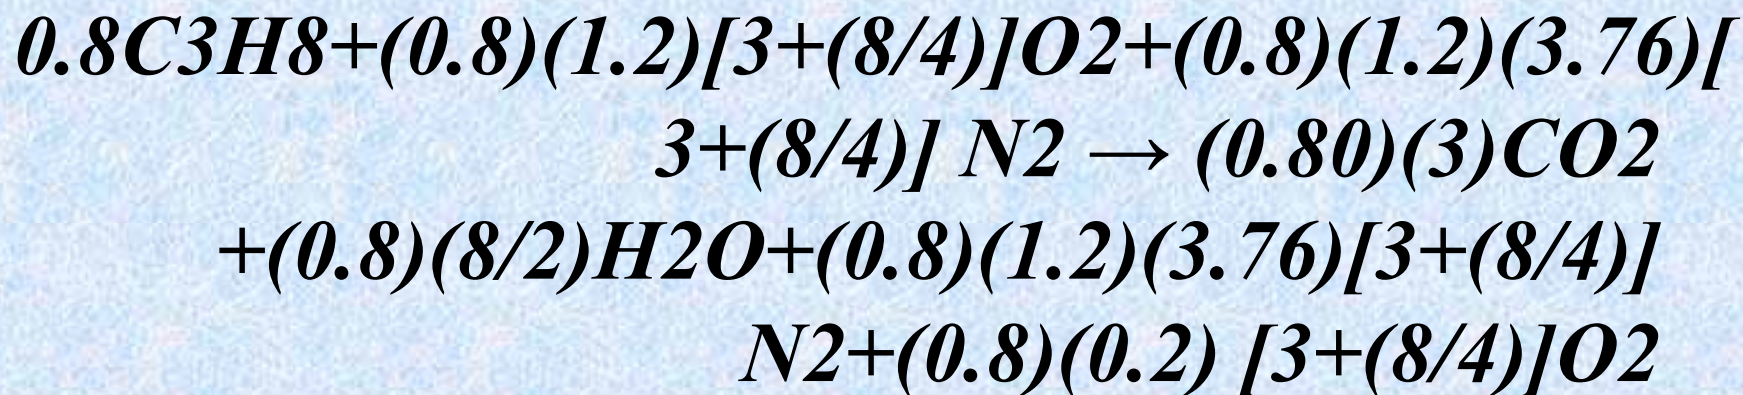 0.8C3H8+(0.8)(1.2)[3+(8/4)]O2+(0.8)(1.2)(3.76)[
3+(8/4)] N2 → (0.80)(3)CO2
+(0.8)(8/2)H2O+(0.8)(1.2)(3.76)[3+(8/4)]
N2+(0.8)(0.2) [3+(8/4)]O2